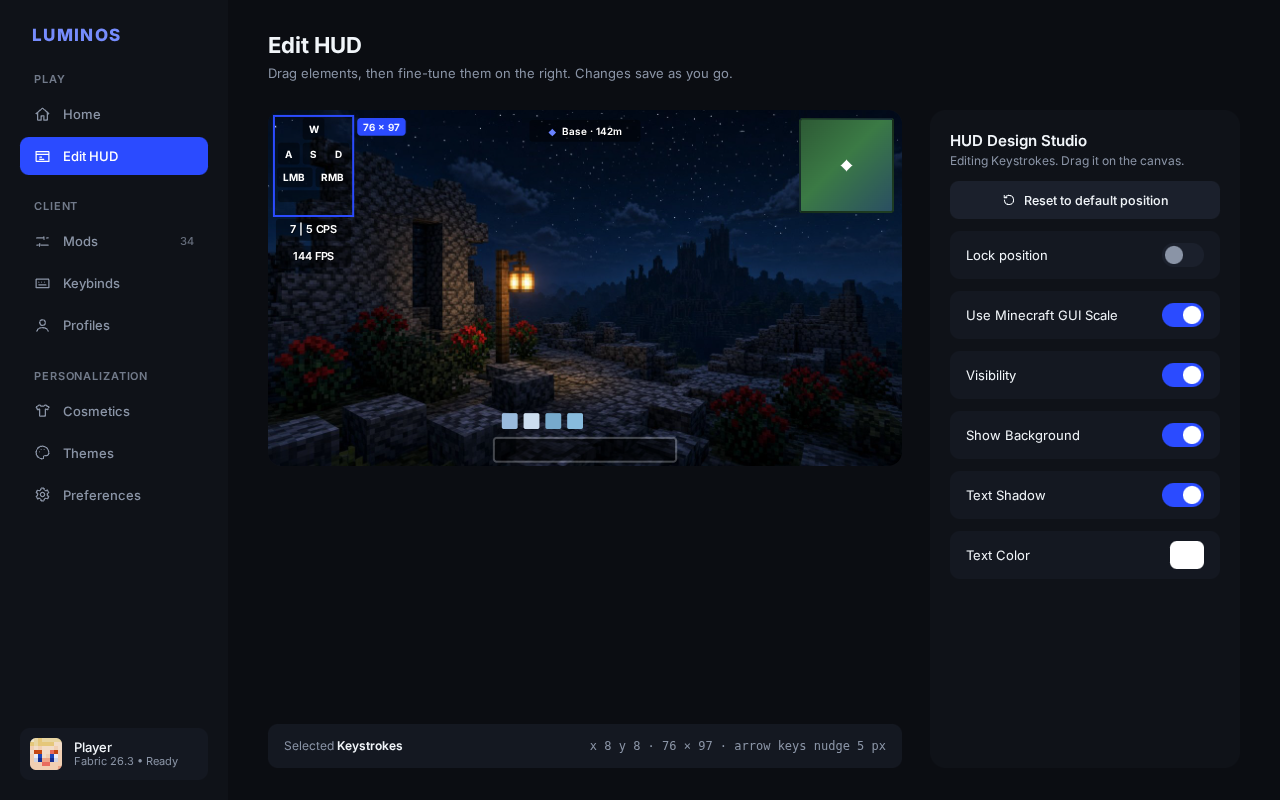 LUMINOS
PLAY
Home
Edit HUD
CLIENT
Mods 34
Keybinds
Profiles
PERSONALIZATION
Cosmetics
Themes
Preferences
Player
Fabric 26.3 • Ready
Edit HUD
Drag elements, then fine-tune them on the right. Changes save as you go.
W
A S D
LMB RMB
76 × 97
7 | 5 CPS
144 FPS
◆ Base · 142m
Selected Keystrokes
x 8 y 8 · 76 × 97 · arrow keys nudge 5 px
HUD Design Studio
Editing Keystrokes. Drag it on the canvas.
Reset to default position
Lock position
Use Minecraft GUI Scale
Visibility
Show Background
Text Shadow
Text Color